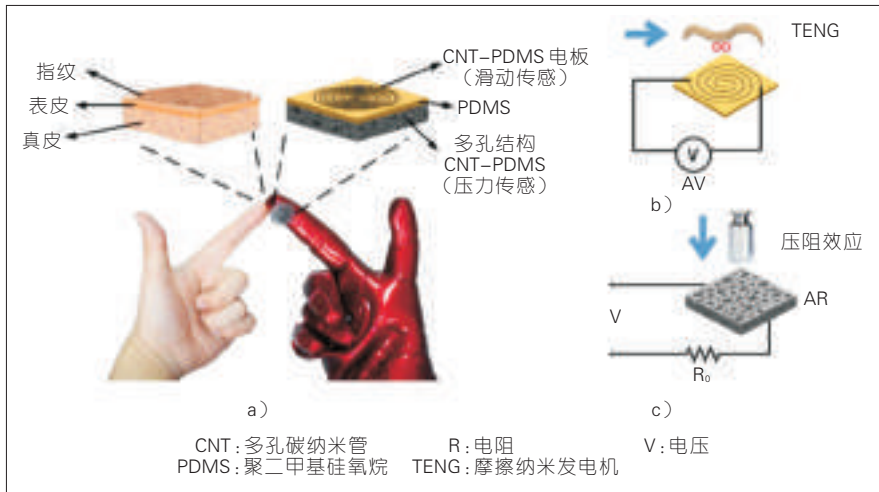 指纹
表皮
真皮
CNT-PDMS 电板
（滑动传感）
PDMS
多孔结构
CNT-PDMS
（压力传感）
a）
TENG
V
AV
b）
压阻效应
AR
V
R₀
c）
CNT：多孔碳纳米管 R：电阻 V：电压
PDMS：聚二甲基硅氧烷 TENG：摩擦纳米发电机